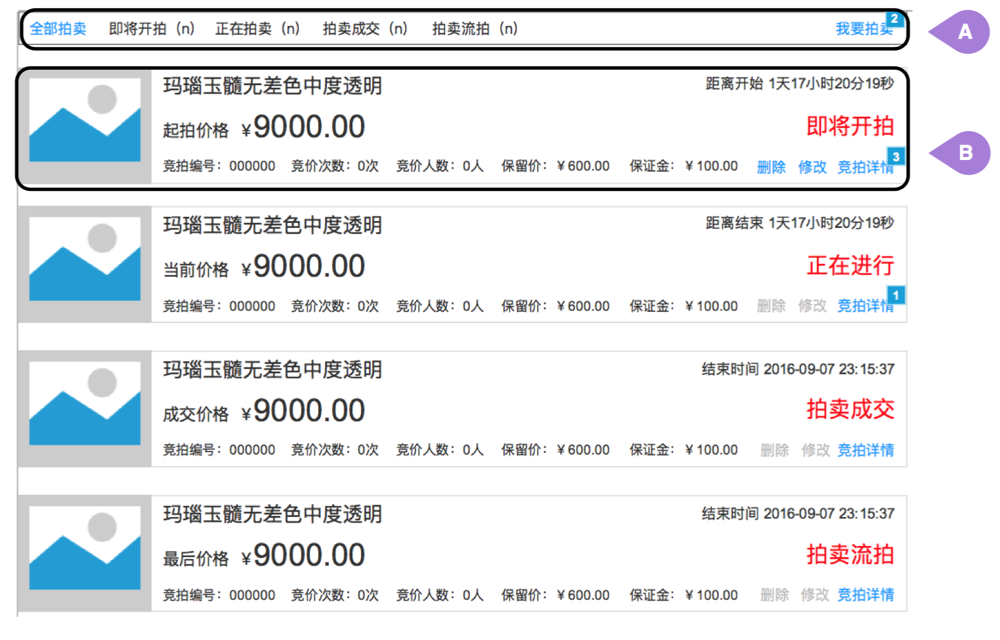 全部拍卖 即将开拍（n） 正在拍卖（n） 拍卖成交（n） 拍卖流拍（n） 我要拍卖 2
A
玛瑙玉髓无差色中度透明 距离开始 1天17小时20分19秒
起拍价格 ¥9000.00 即将开拍
B
竞拍编号：000000 竞价次数：0次 竞价人数：0人 保留价：¥600.00 保证金：¥100.00 删除 修改 竞拍详情 3
玛瑙玉髓无差色中度透明 距离结束 1天17小时20分19秒
当前价格 ¥9000.00 正在进行
竞拍编号：000000 竞价次数：0次 竞价人数：0人 保留价：¥600.00 保证金：¥100.00 删除 修改 竞拍详情 1
玛瑙玉髓无差色中度透明 结束时间 2016-09-07 23:15:37
成交价格 ¥9000.00 拍卖成交
竞拍编号：000000 竞价次数：0次 竞价人数：0人 保留价：¥600.00 保证金：¥100.00 删除 修改 竞拍详情
玛瑙玉髓无差色中度透明 结束时间 2016-09-07 23:15:37
最后价格 ¥9000.00 拍卖流拍
竞拍编号：000000 竞价次数：0次 竞价人数：0人 保留价：¥600.00 保证金：¥100.00 删除 修改 竞拍详情